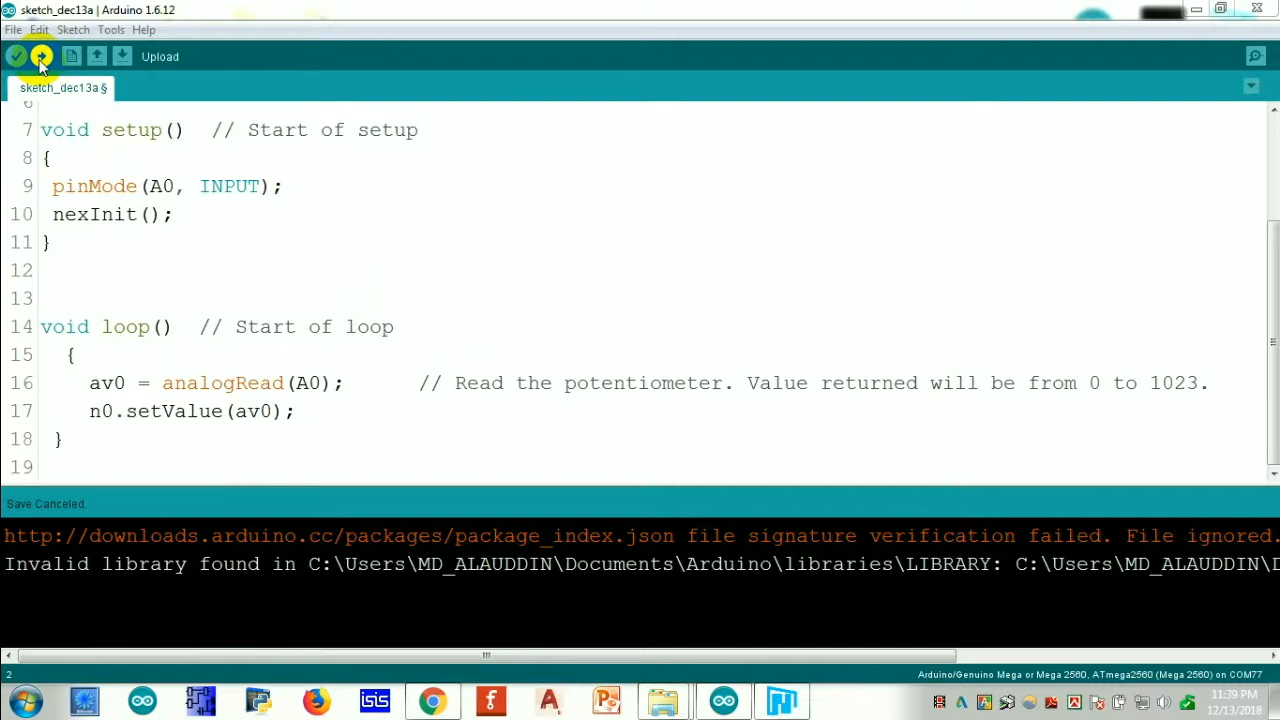 sketch_dec13a | Arduino 1.6.12
File Edit Sketch Tools Help
Upload
sketch_dec13a §
6
7 void setup()  // Start of setup
8 {
9 pinMode(A0, INPUT);
10 nexInit();
11 }
12
13
14 void loop()  // Start of loop
15 {
16 av0 = analogRead(A0);      // Read the potentiometer. Value returned will be from 0 to 1023.
17 n0.setValue(av0);
18 }
19
Save Canceled.
http://downloads.arduino.cc/packages/package_index.json file signature verification failed. File ignored.
Invalid library found in C:\Users\MD_ALAUDDIN\Documents\Arduino\libraries\LIBRARY: C:\Users\MD_ALAUDDIN\D
2 Arduino/Genuino Mega or Mega 2560, ATmega2560 (Mega 2560) on COM77
isis
11:39 PM
12/13/2018